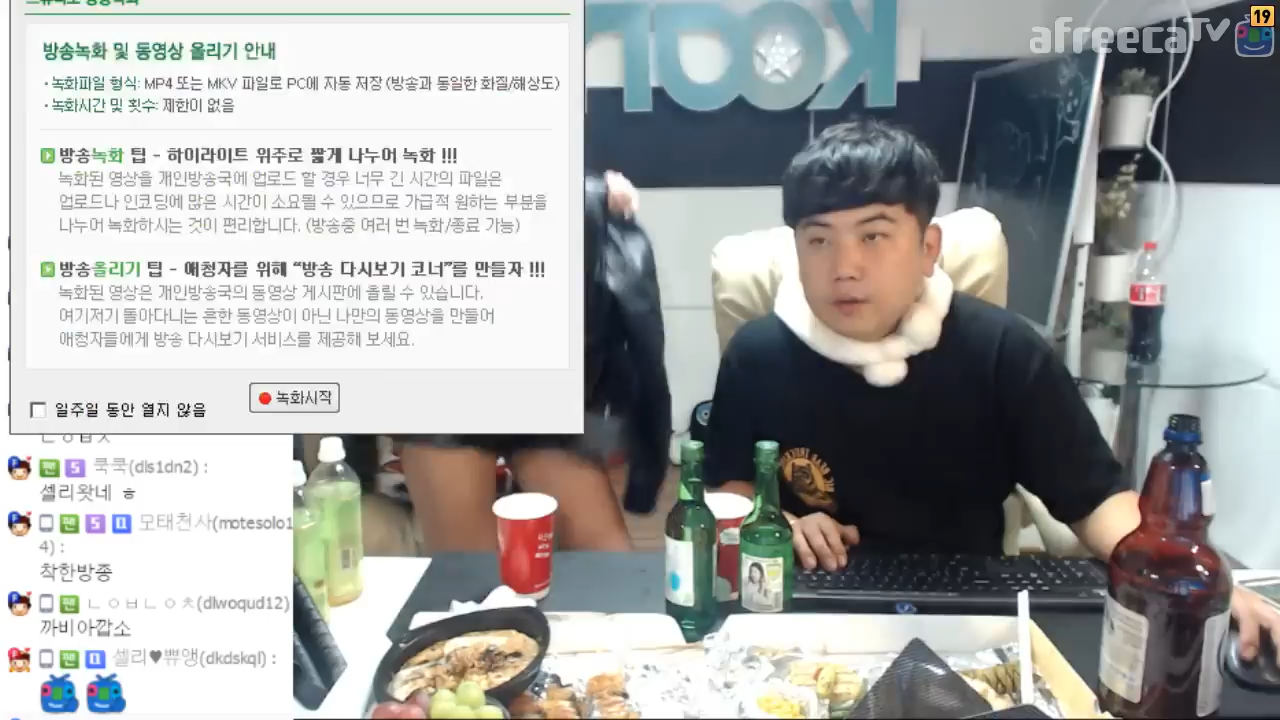 방송녹화 및 동영상 올리기 안내
· 녹화파일 형식: MP4 또는 MKV 파일로 PC에 자동 저장 (방송과 동일한 화질/해상도)
· 녹화시간 및 횟수: 제한이 없음
방송녹화 팁 - 하이라이트 위주로 짧게 나누어 녹화 !!!
녹화된 영상을 개인방송국에 업로드 할 경우 너무 긴 시간의 파일은
업로드나 인코딩에 많은 시간이 소요될 수 있으므로 가급적 원하는 부분을
나누어 녹화하시는 것이 편리합니다. (방송중 여러 번 녹화/종료 가능)
방송올리기 팁 - 애청자를 위해 “방송 다시보기 코너”를 만들자 !!!
녹화된 영상은 개인방송국의 동영상 게시판에 올릴 수 있습니다.
여기저기 돌아다니는 흔한 동영상이 아닌 나만의 동영상을 만들어
애청자들에게 방송 다시보기 서비스를 제공해 보세요.
일주일 동안 열지 않음
녹화시작
팬 S 쿡쿡(dls1dn2) :
셀리왓네 ㅎ
팬 S 모태천사(motesolo1
4) :
착한방종
팬 ㄴㅇㅂㄴㅇㅊ(dlwoqud12)
까비아깝소
팬 셀리♥쀼앵(dkdskql) :
afreecaTV
19